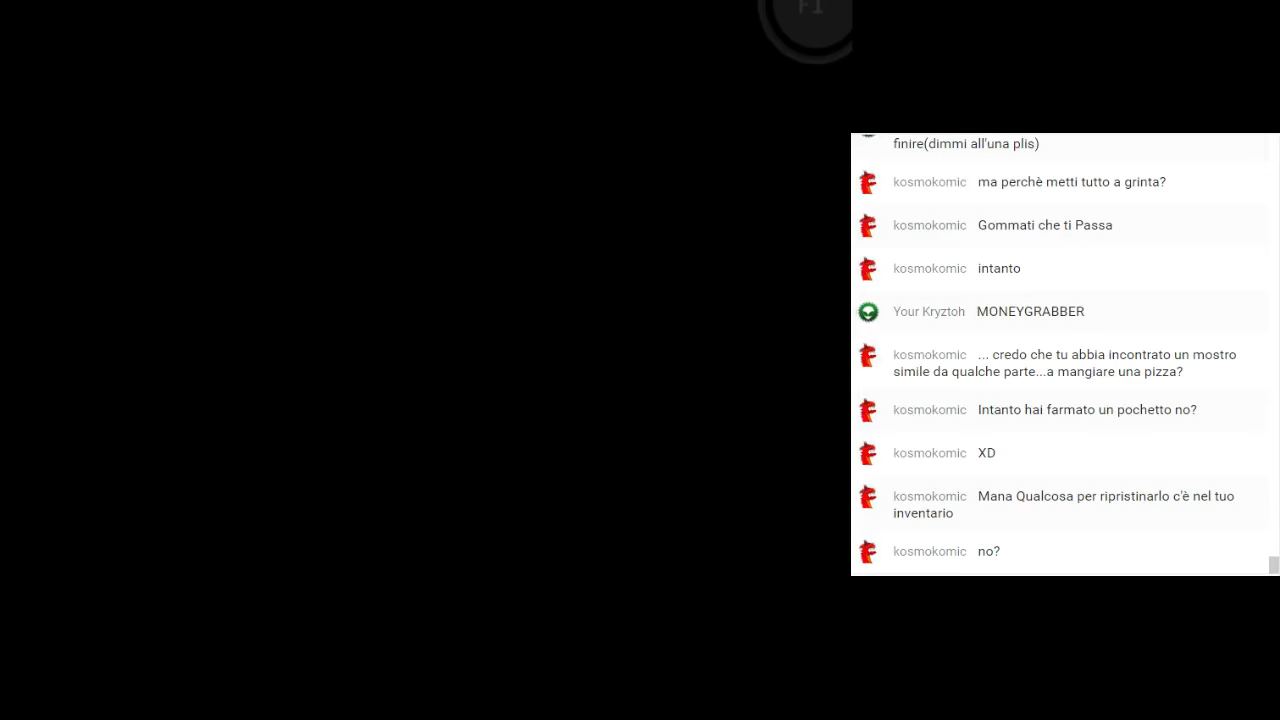 F1
finire(dimmi all'una plis)
kosmokomic ma perchè metti tutto a grinta?
kosmokomic Gommati che ti Passa
kosmokomic intanto
Your Kryztoh MONEYGRABBER
kosmokomic ... credo che tu abbia incontrato un mostro
simile da qualche parte...a mangiare una pizza?
kosmokomic Intanto hai farmato un pochetto no?
kosmokomic XD
kosmokomic Mana Qualcosa per ripristinarlo c'è nel tuo
inventario
kosmokomic no?